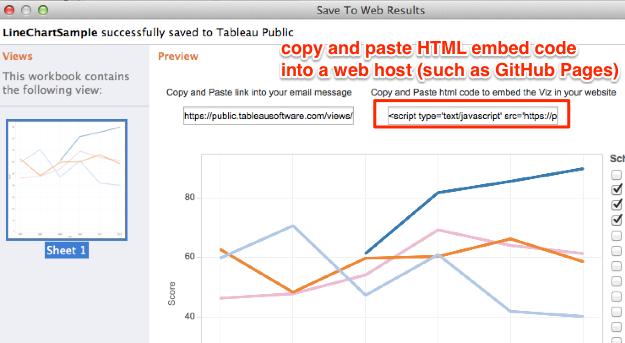 Save To Web Results
LineChartSample successfully saved to Tableau Public
Views
This workbook contains
the following view:
Sheet 1
Preview
copy and paste HTML embed code
into a web host (such as GitHub Pages)
Copy and Paste link into your email message
https://public.tableausoftware.com/views/
Copy and Paste html code to embed the Viz in your website
<script type='text/javascript' src='https://p
Sch
80
60
40
Score